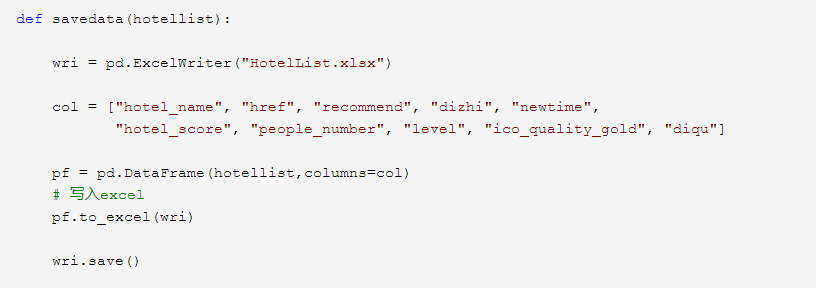 def savedata(hotellist):
wri = pd.ExcelWriter("HotelList.xlsx")
col = ["hotel_name", "href", "recommend", "dizhi", "newtime",
"hotel_score", "people_number", "level", "ico_quality_gold", "diqu"]
pf = pd.DataFrame(hotellist,columns=col)
# 写入excel
pf.to_excel(wri)
wri.save()